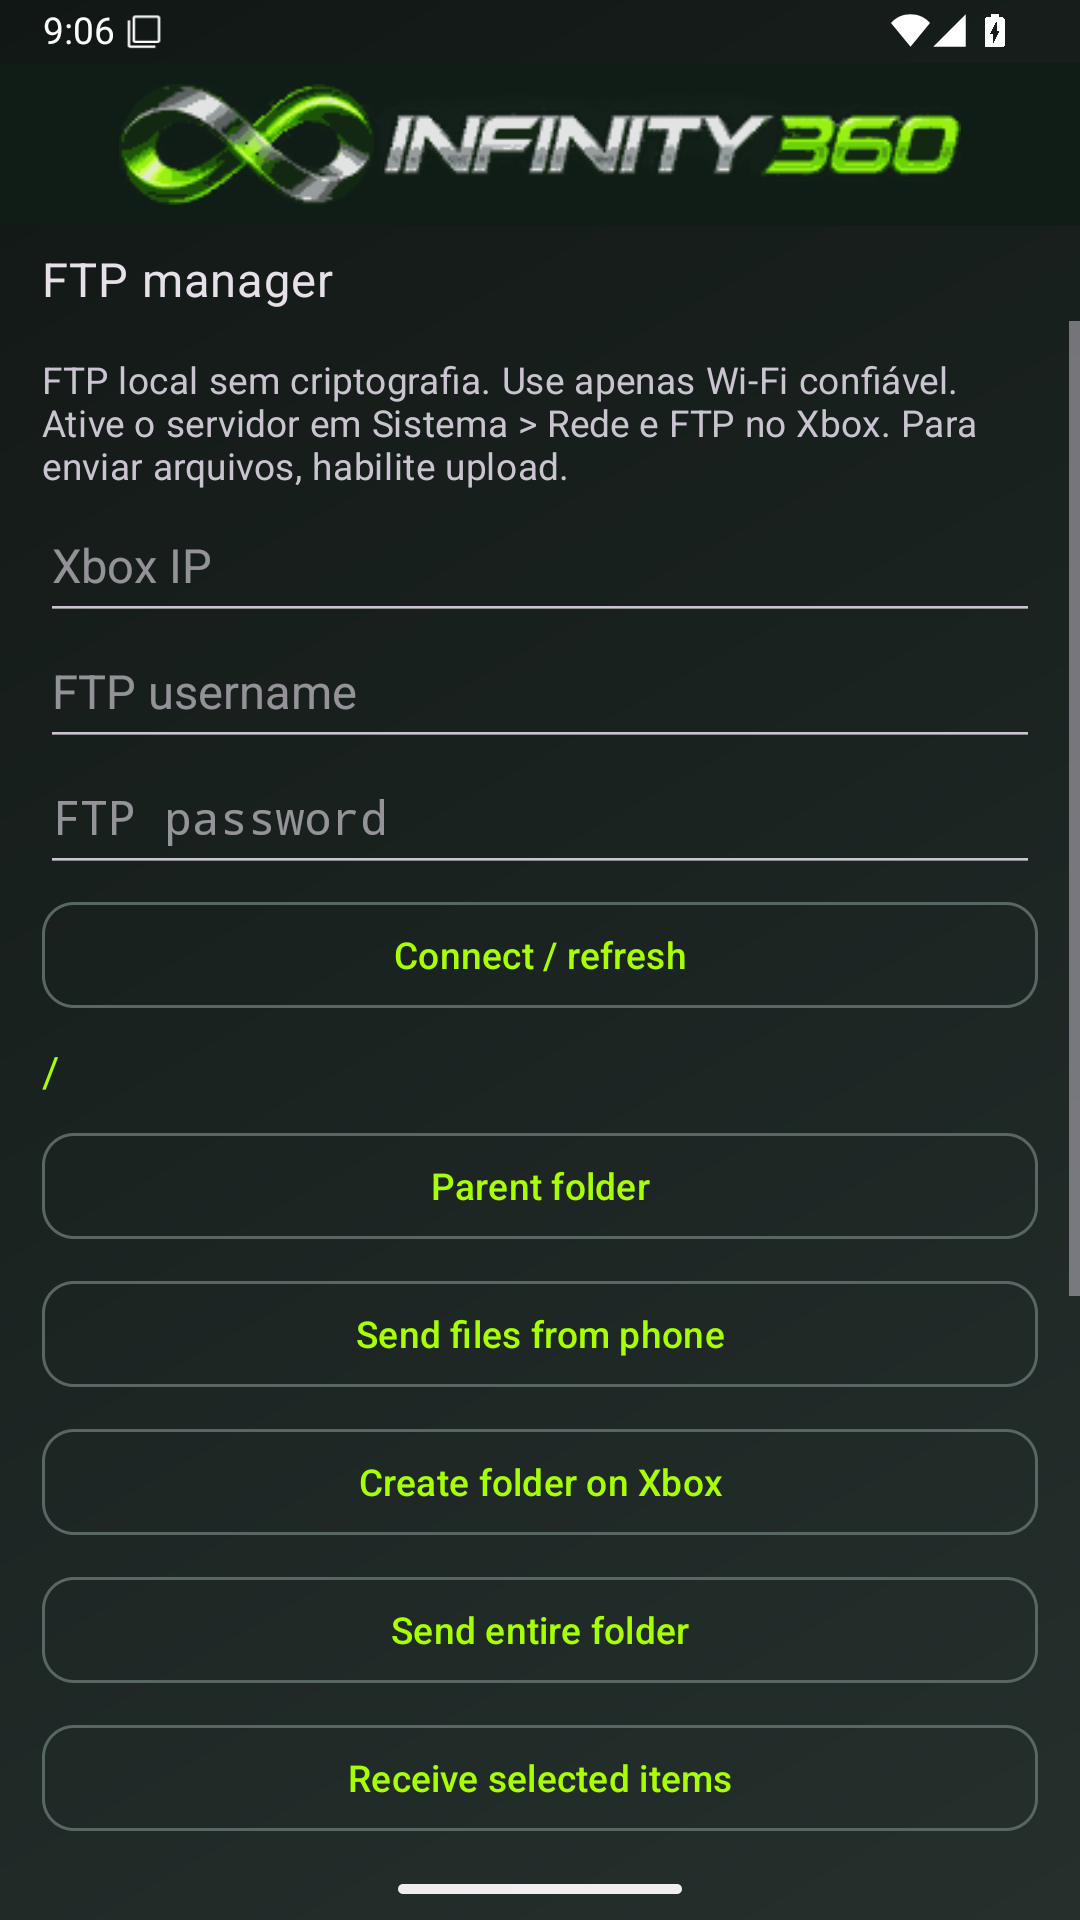 9:06
INFINITY360
FTP manager
FTP local sem criptografia. Use apenas Wi-Fi confiável.
Ative o servidor em Sistema > Rede e FTP no Xbox. Para
enviar arquivos, habilite upload.
Xbox IP
FTP username
FTP password
Connect / refresh
/
Parent folder
Send files from phone
Create folder on Xbox
Send entire folder
Receive selected items